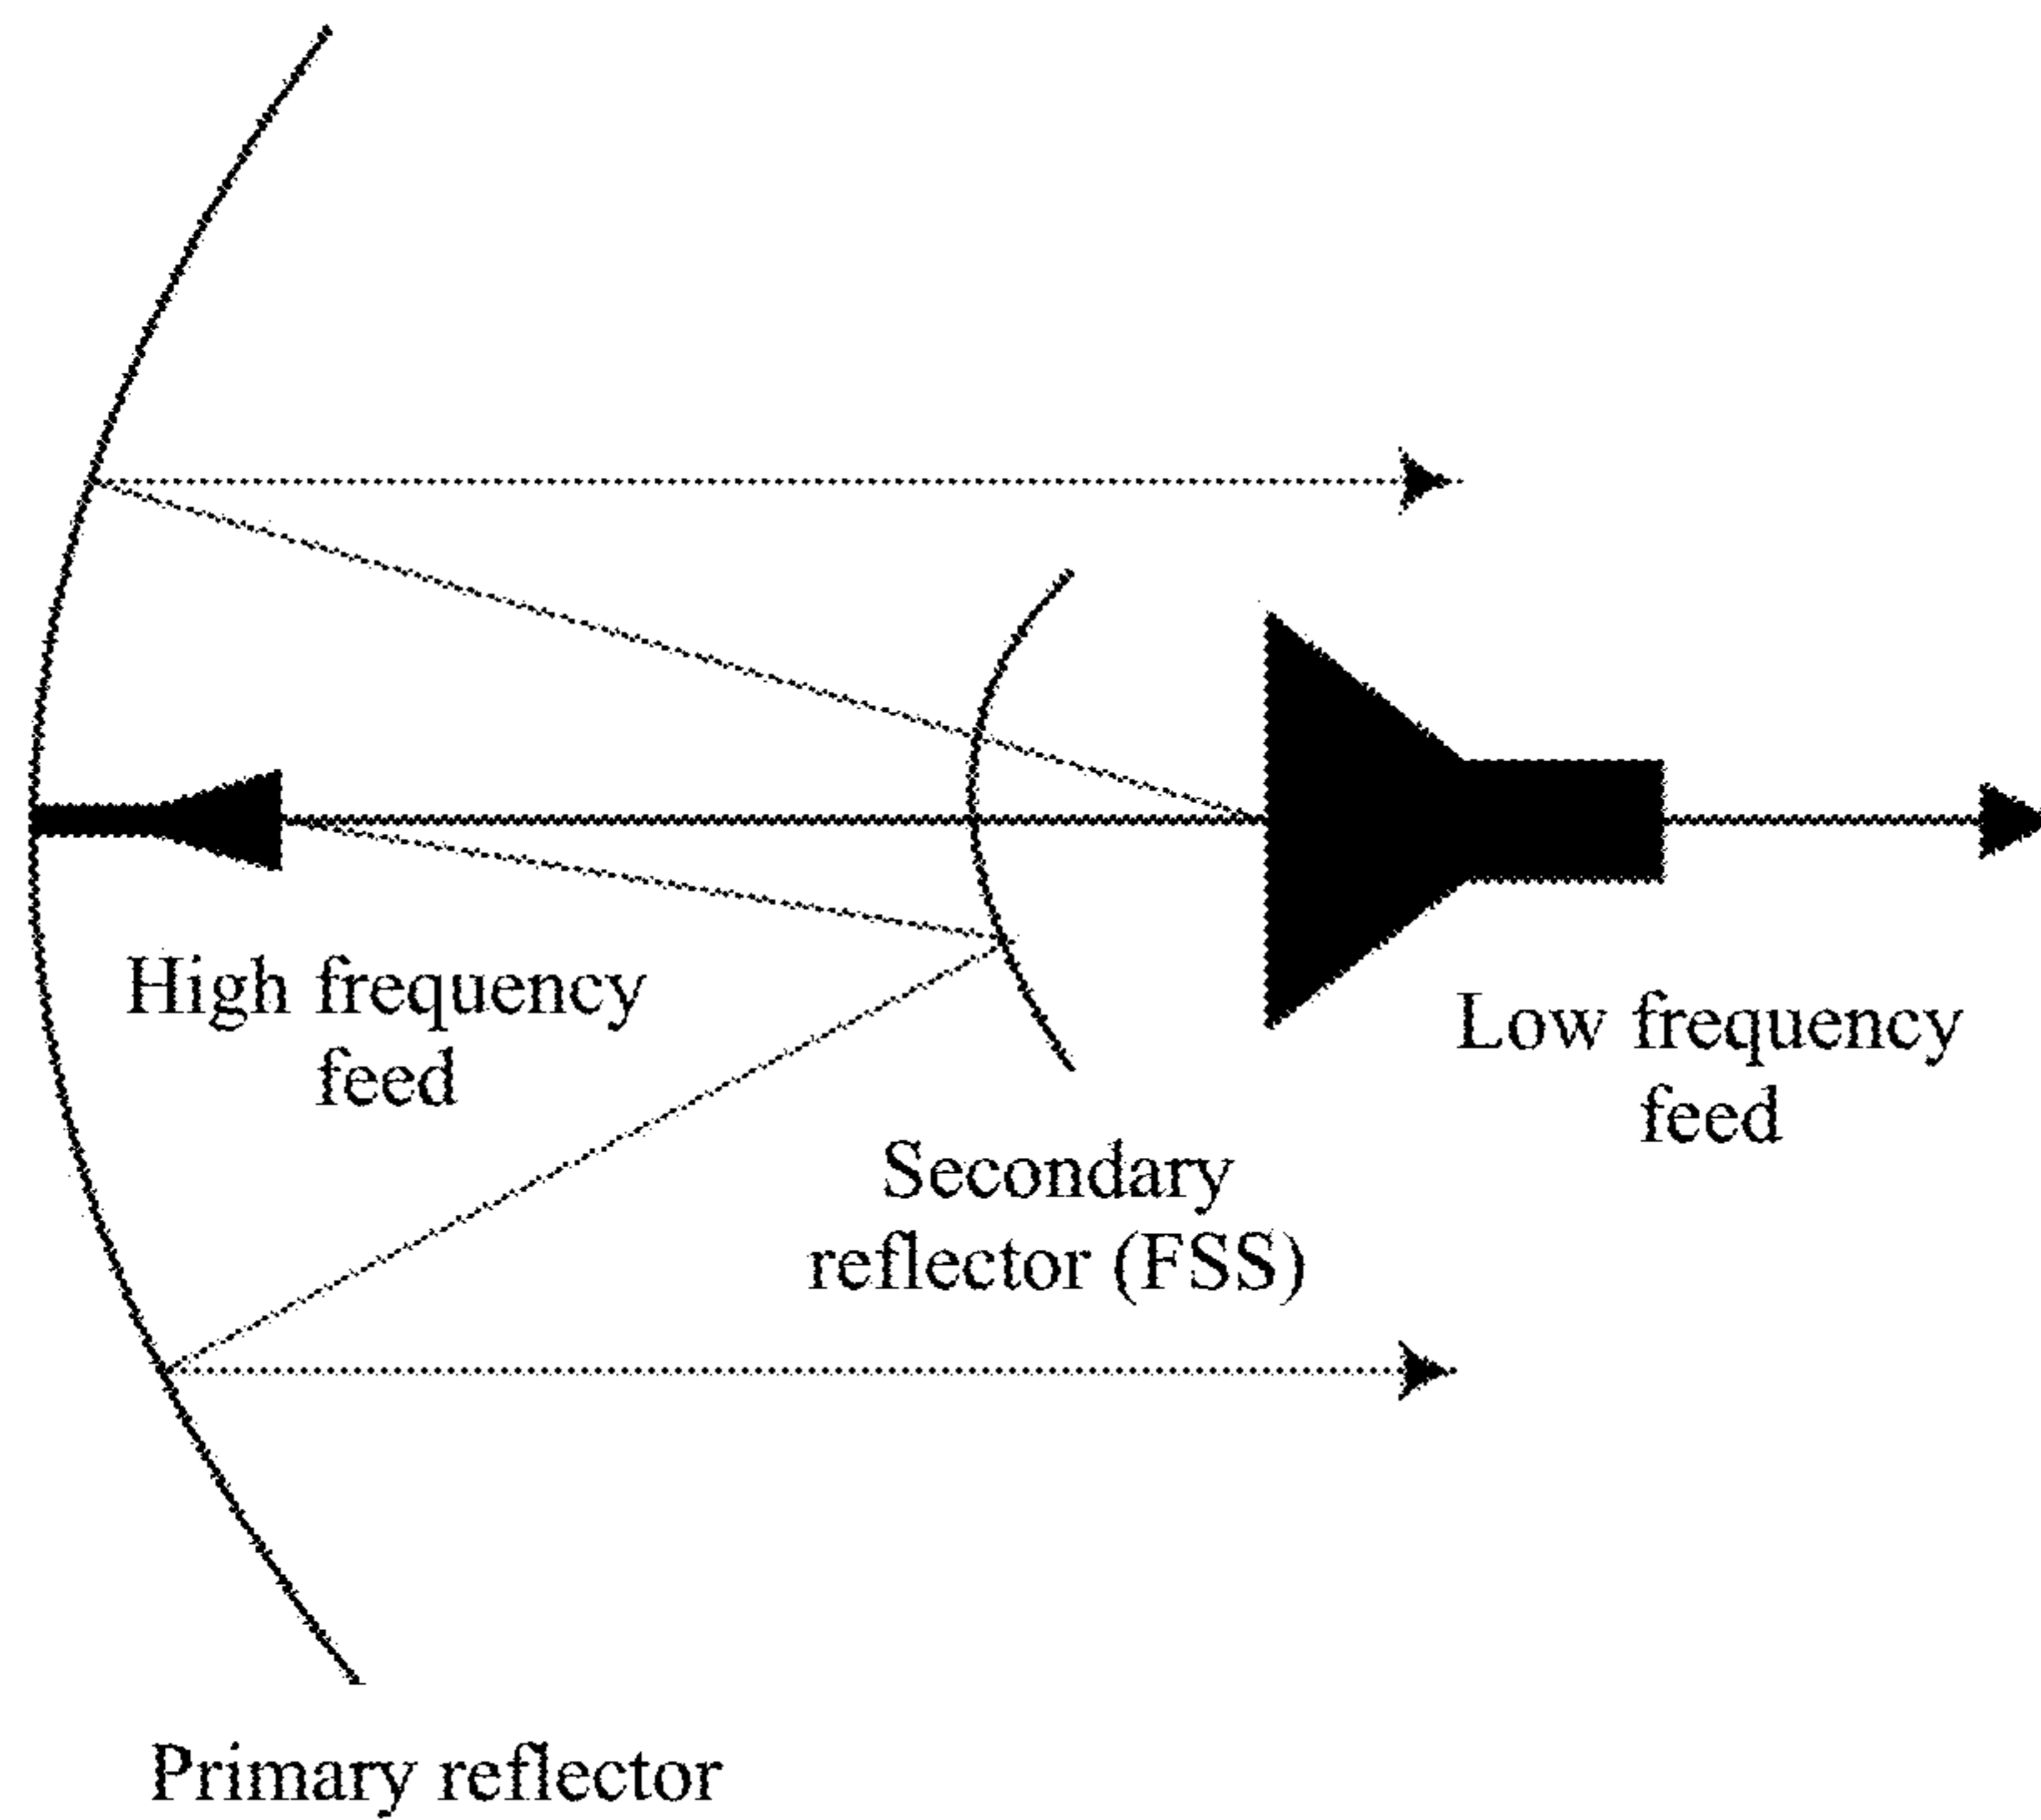 High frequency
feed
Low frequency
feed
Secondary
reflector (FSS)
Primary reflector